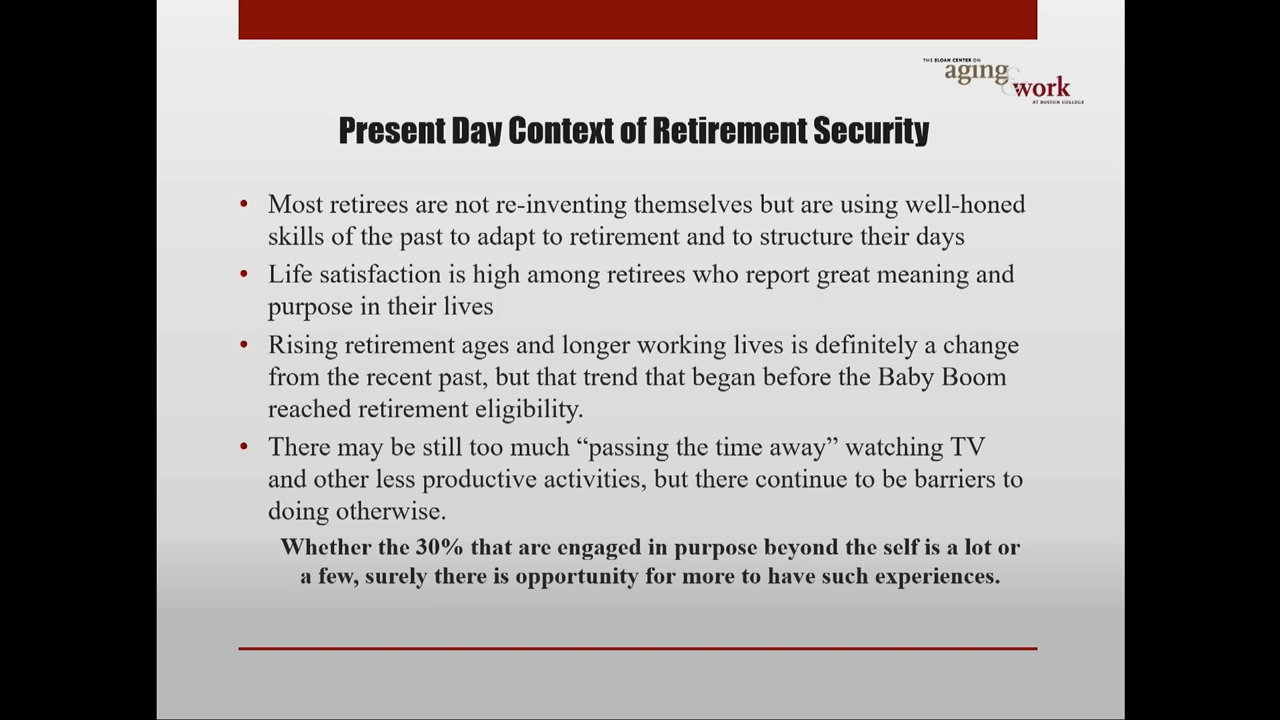 THE SLOAN CENTER ON
aging
& work
AT BOSTON COLLEGE
Present Day Context of Retirement Security
• Most retirees are not re-inventing themselves but are using well-honed
skills of the past to adapt to retirement and to structure their days
• Life satisfaction is high among retirees who report great meaning and
purpose in their lives
• Rising retirement ages and longer working lives is definitely a change
from the recent past, but that trend that began before the Baby Boom
reached retirement eligibility.
• There may be still too much “passing the time away” watching TV
and other less productive activities, but there continue to be barriers to
doing otherwise.
Whether the 30% that are engaged in purpose beyond the self is a lot or
a few, surely there is opportunity for more to have such experiences.